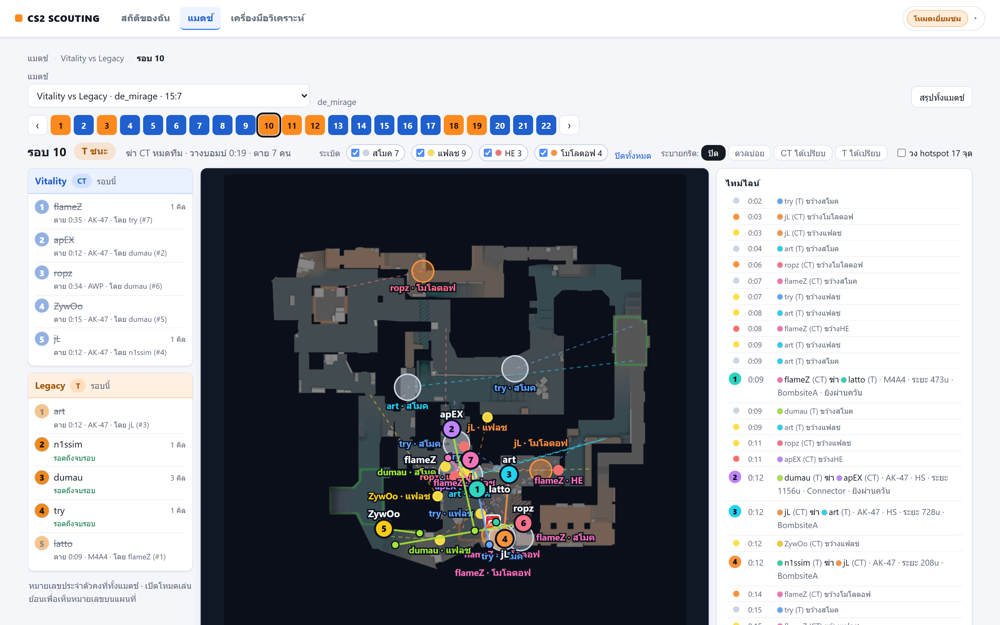 CS2 SCOUTING
สถิติของฉัน
แมตช์
เครื่องมือวิเคราะห์
โหมดเยี่ยมชม
แมตช์ › Vitality vs Legacy › รอบ 10
แมตช์
Vitality vs Legacy · de_mirage · 15:7
de_mirage
สรุปทั้งแมตช์
‹ 1 2 3 4 5 6 7 8 9 10 11 12 13 14 15 16 17 18 19 20 21 22 ›
รอบ 10 T ชนะ ฆ่า CT หมดทีม · วางบอมบ์ 0:19 · ตาย 7 คน
ระเบิด สโมค 7 แฟลช 9 HE 3 โมโลตอฟ 4 ปิดทั้งหมด
ระบายกริด: ปิด ดวลบ่อย CT ได้เปรียบ T ได้เปรียบ วง hotspot 17 จุด
Vitality CT รอบนี้
1 flameZ 1 คิล
ตาย 0:35 · AK-47 · โดย try (#7)
2 apEX
ตาย 0:12 · AK-47 · โดย dumau (#2)
3 ropz
ตาย 0:34 · AWP · โดย dumau (#6)
4 ZywOo
ตาย 0:15 · AK-47 · โดย dumau (#5)
5 jL 1 คิล
ตาย 0:12 · AK-47 · โดย n1ssim (#4)
Legacy T รอบนี้
1 art
ตาย 0:12 · AK-47 · โดย jL (#3)
2 n1ssim 1 คิล
รอดถึงจบรอบ
3 dumau 3 คิล
รอดถึงจบรอบ
4 try 1 คิล
รอดถึงจบรอบ
5 latto
ตาย 0:09 · M4A4 · โดย flameZ (#1)
หมายเลขประจำตัวคงที่ทั้งแมตช์ · เปิดโหมดเล่น
ย้อนเพื่อเห็นหมายเลขบนแผนที่
ropz · โมโลตอฟ
try · สโมค
art · สโมค
apEX
2
jL · แฟลช
try · สโมค
jL · โมโลตอฟ
flameZ
7
art
3
dumau · สโมค
flameZ · HE
1
latto
ZywOo · แฟลช
ZywOo
5
try · แฟลช
ropz
6
4
flameZ · สโมค
dumau · แฟลช
try ·
jL
flameZ · โมโลตอฟ
ไทม์ไลน์
0:02 try (T) ขว้างสโมค
0:03 jL (CT) ขว้างโมโลตอฟ
0:03 jL (CT) ขว้างแฟลช
0:04 art (T) ขว้างสโมค
0:06 ropz (CT) ขว้างโมโลตอฟ
0:07 flameZ (CT) ขว้างสโมค
0:07 try (T) ขว้างแฟลช
0:08 art (T) ขว้างแฟลช
0:08 flameZ (CT) ขว้างHE
0:09 art (T) ขว้างแฟลช
0:09 art (T) ขว้างสโมค
1 0:09 flameZ (CT) ฆ่า latto (T) · M4A4 · ระยะ 473u ·
BombsiteA · ยิงผ่านควัน
0:09 dumau (T) ขว้างสโมค
0:09 art (T) ขว้างแฟลช
0:11 ropz (CT) ขว้างแฟลช
0:11 apEX (CT) ขว้างHE
2 0:12 dumau (T) ฆ่า apEX (CT) · AK-47 · HS · ระยะ
1156u · Connector · ยิงผ่านควัน
3 0:12 jL (CT) ฆ่า art (T) · AK-47 · HS · ระยะ 728u ·
BombsiteA
0:12 ZywOo (CT) ขว้างแฟลช
4 0:12 n1ssim (T) ฆ่า jL (CT) · AK-47 · ระยะ 208u ·
BombsiteA
0:14 flameZ (CT) ขว้างโมโลตอฟ
0:15 try (T) ขว้างสโมค